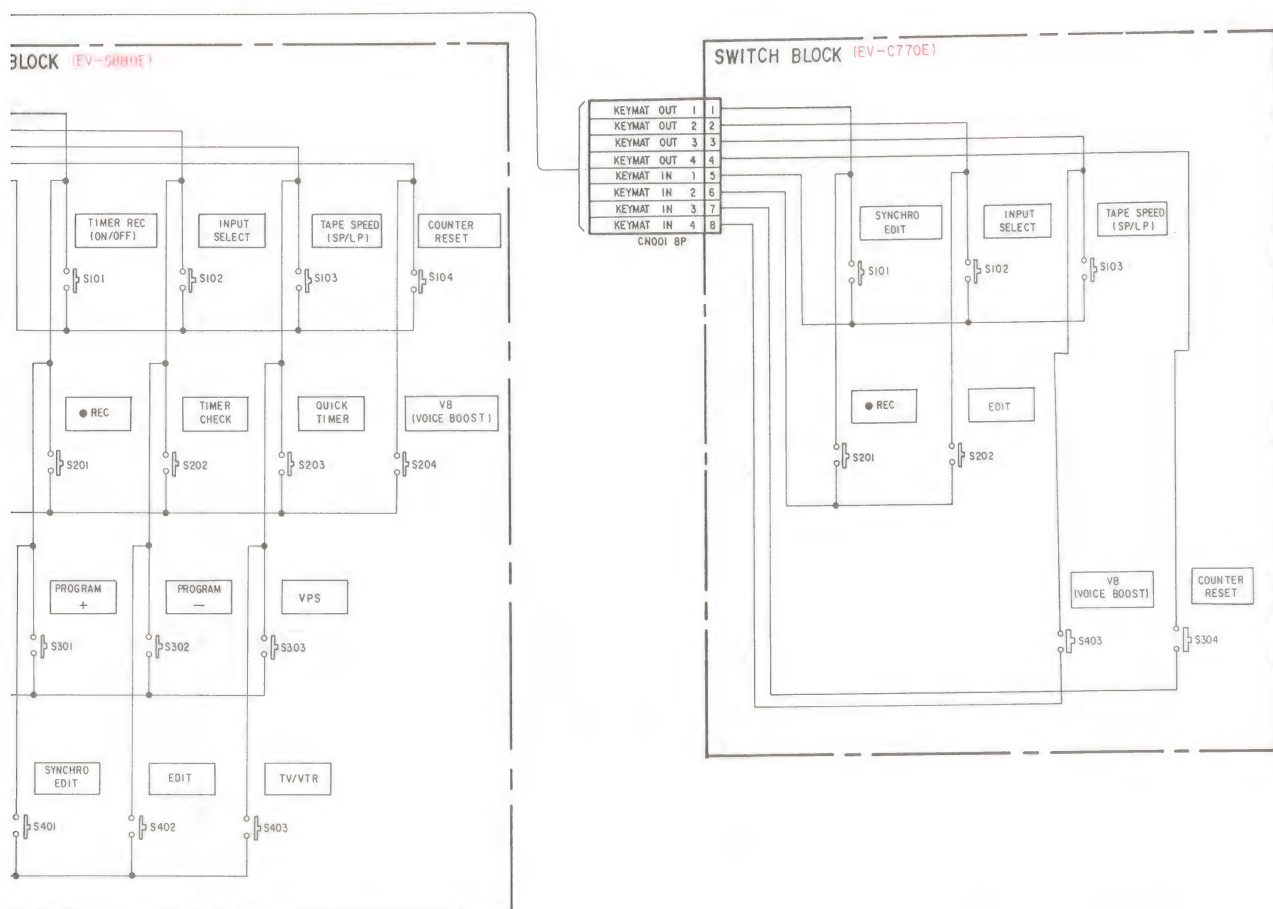 BLOCK (EV-S880E)
TIMER REC
(ON/OFF)
INPUT
SELECT
TAPE SPEED
(SP/LP)
COUNTER
RESET
S101
S102
S103
S104
● REC
TIMER
CHECK
QUICK
TIMER
VB
(VOICE BOOST)
S201
S202
S203
S204
PROGRAM
+
PROGRAM
—
VPS
S301
S302
S303
SYNCHRO
EDIT
EDIT
TV/VTR
S401
S402
S403
SWITCH BLOCK (EV-C770E)
KEYMAT OUT 1 1
KEYMAT OUT 2 2
KEYMAT OUT 3 3
KEYMAT OUT 4 4
KEYMAT IN 1 5
KEYMAT IN 2 6
KEYMAT IN 3 7
KEYMAT IN 4 8
CN001 8P
SYNCHRO
EDIT
INPUT
SELECT
TAPE SPEED
(SP/LP)
S101
S102
S103
● REC
EDIT
S201
S202
VB
(VOICE BOOST)
COUNTER
RESET
S403
S304